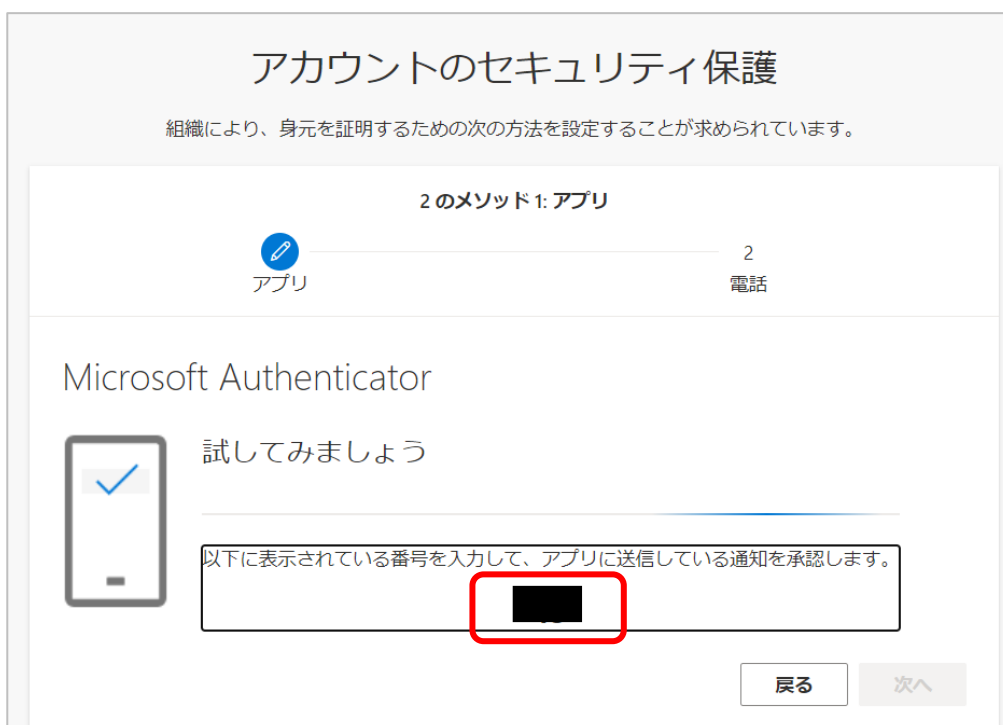 アカウントのセキュリティ保護
組織により、身元を証明するための次の方法を設定することが求められています。
2 のメソッド 1: アプリ
アプリ
2
電話
Microsoft Authenticator
試してみましょう
以下に表示されている番号を入力して、アプリに送信している通知を承認します。
戻る
次へ